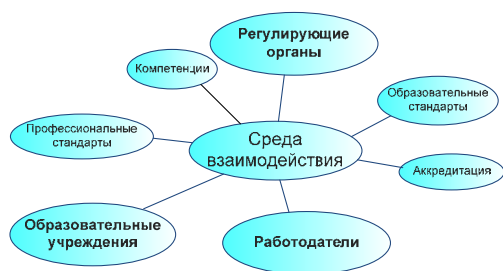 Регулирующие
органы
Компетенции
Образовательные
стандарты
Профессиональные
стандарты
Среда
взаимодействия
Аккредитация
Образовательные
учреждения
Работодатели